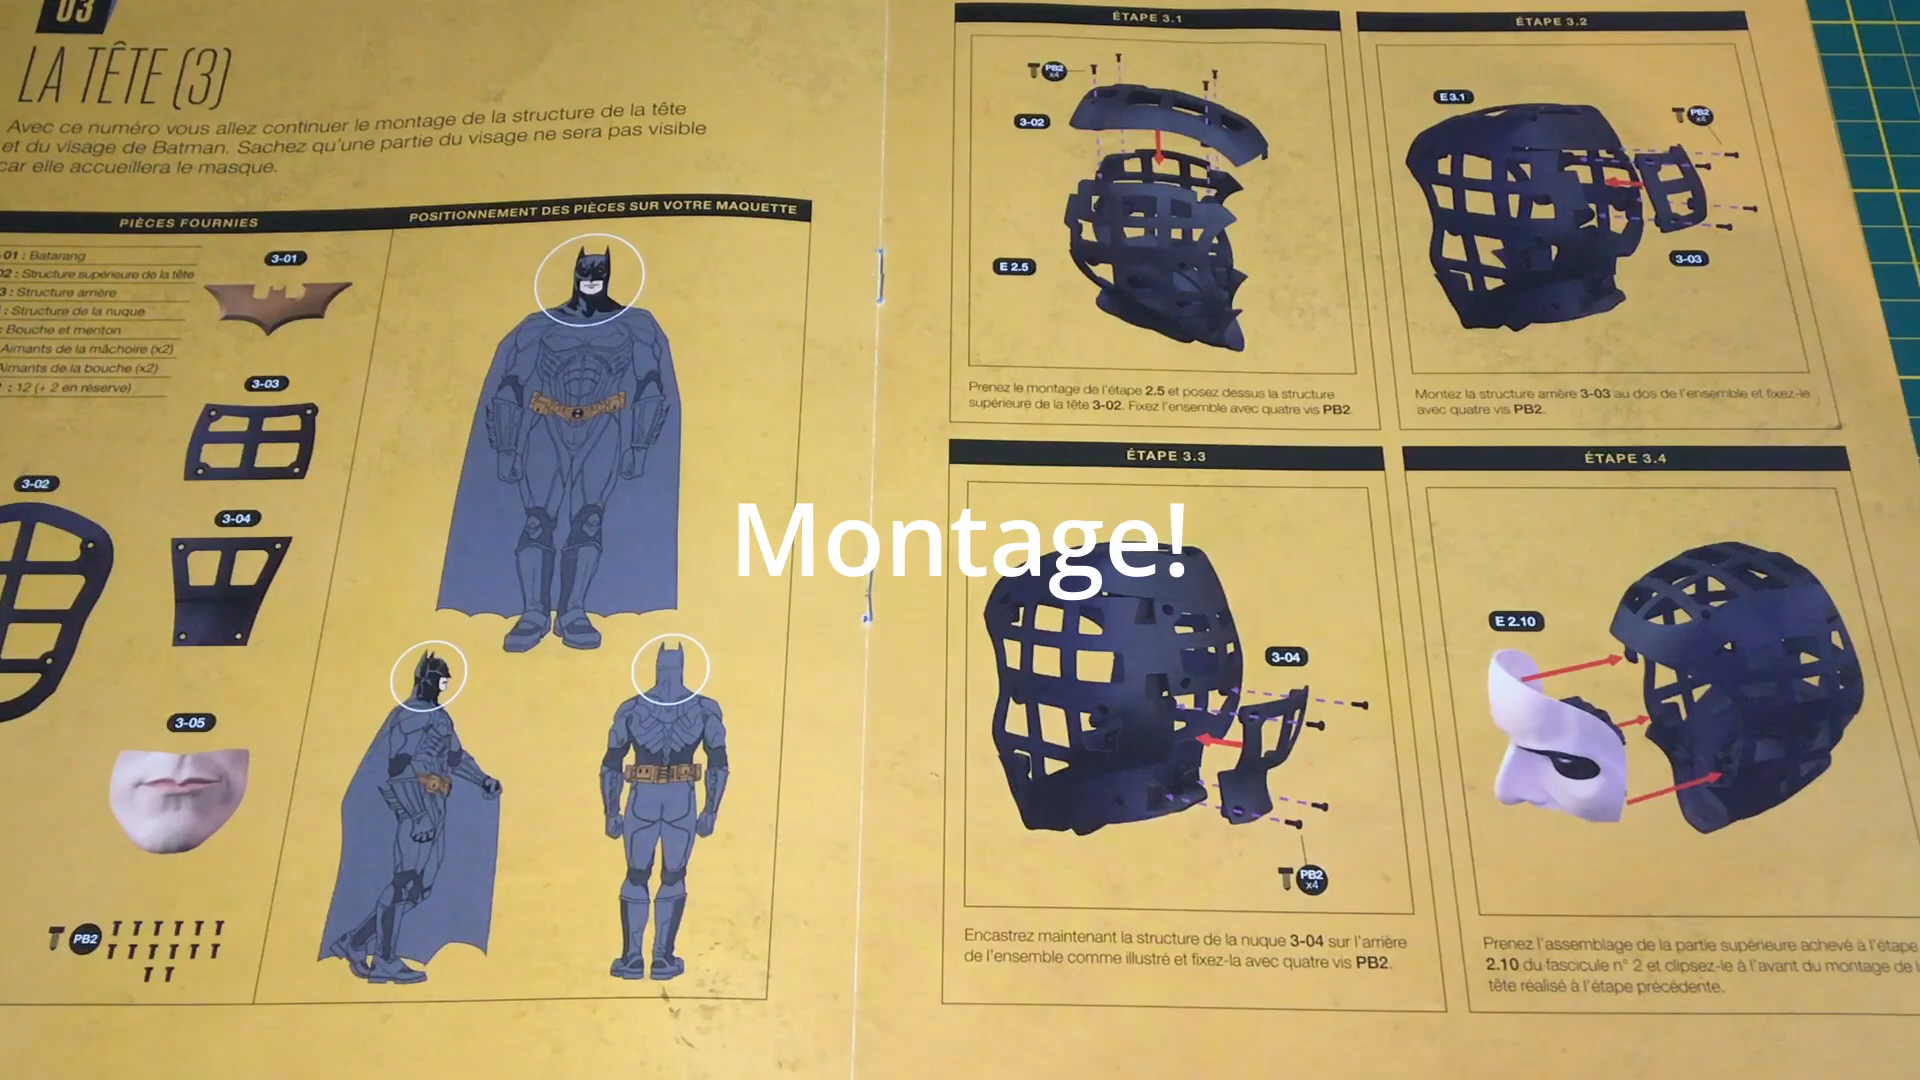 03
LA TÊTE (3)
Avec ce numéro vous allez continuer le montage de la structure de la tête
et du visage de Batman. Sachez qu'une partie du visage ne sera pas visible
car elle accueillera le masque.
PIÈCES FOURNIES
-01 : Batarang
02 : Structure supérieure de la tête
3 : Structure arrière
: Structure de la nuque
: Bouche et menton
Aimants de la mâchoire (x2)
Aimants de la bouche (x2)
: 12 (+ 2 en réserve)
3-01
3-03
3-02
3-04
3-05
PB2
POSITIONNEMENT DES PIÈCES SUR VOTRE MAQUETTE
Montage!
ÉTAPE 3.1
PB2
x4
3-02
E 2.5
Prenez le montage de l'étape 2.5 et posez dessus la structure
supérieure de la tête 3-02. Fixez l'ensemble avec quatre vis PB2.
ÉTAPE 3.2
E 3.1
PB2
x4
3-03
Montez la structure arrière 3-03 au dos de l'ensemble et fixez-le
avec quatre vis PB2.
ÉTAPE 3.3
3-04
PB2
x4
Encastrez maintenant la structure de la nuque 3-04 sur l'arrière
de l'ensemble comme illustré et fixez-la avec quatre vis PB2.
ÉTAPE 3.4
E 2.10
Prenez l'assemblage de la partie supérieure achevé à l'étape
2.10 du fascicule n° 2 et clipsez-le à l'avant du montage de
tête réalisé à l'étape précédente.